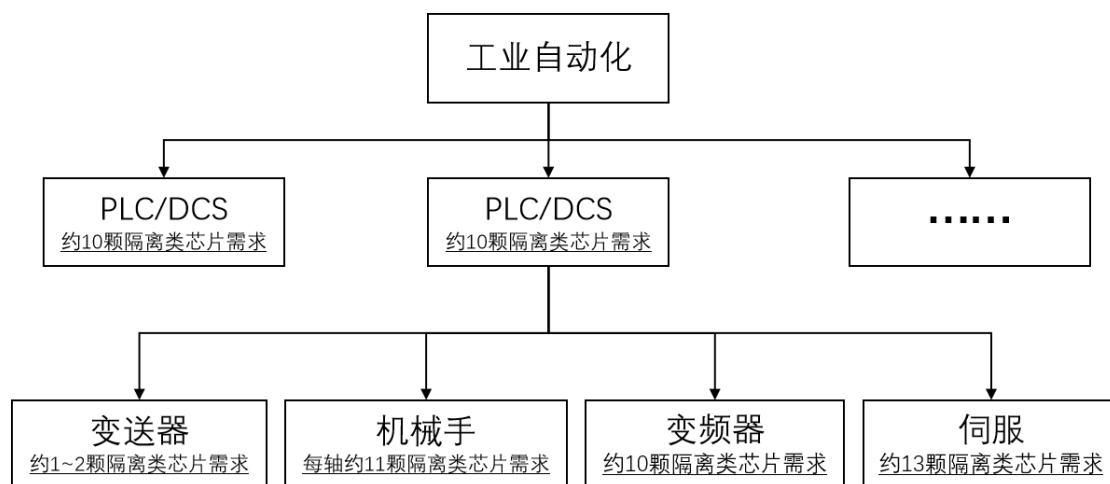 工业自动化
PLC/DCS
约10颗隔离类芯片需求
PLC/DCS
约10颗隔离类芯片需求
......
变送器
约1~2颗隔离类芯片需求
机械手
每轴约11颗隔离类芯片需求
变频器
约10颗隔离类芯片需求
伺服
约13颗隔离类芯片需求